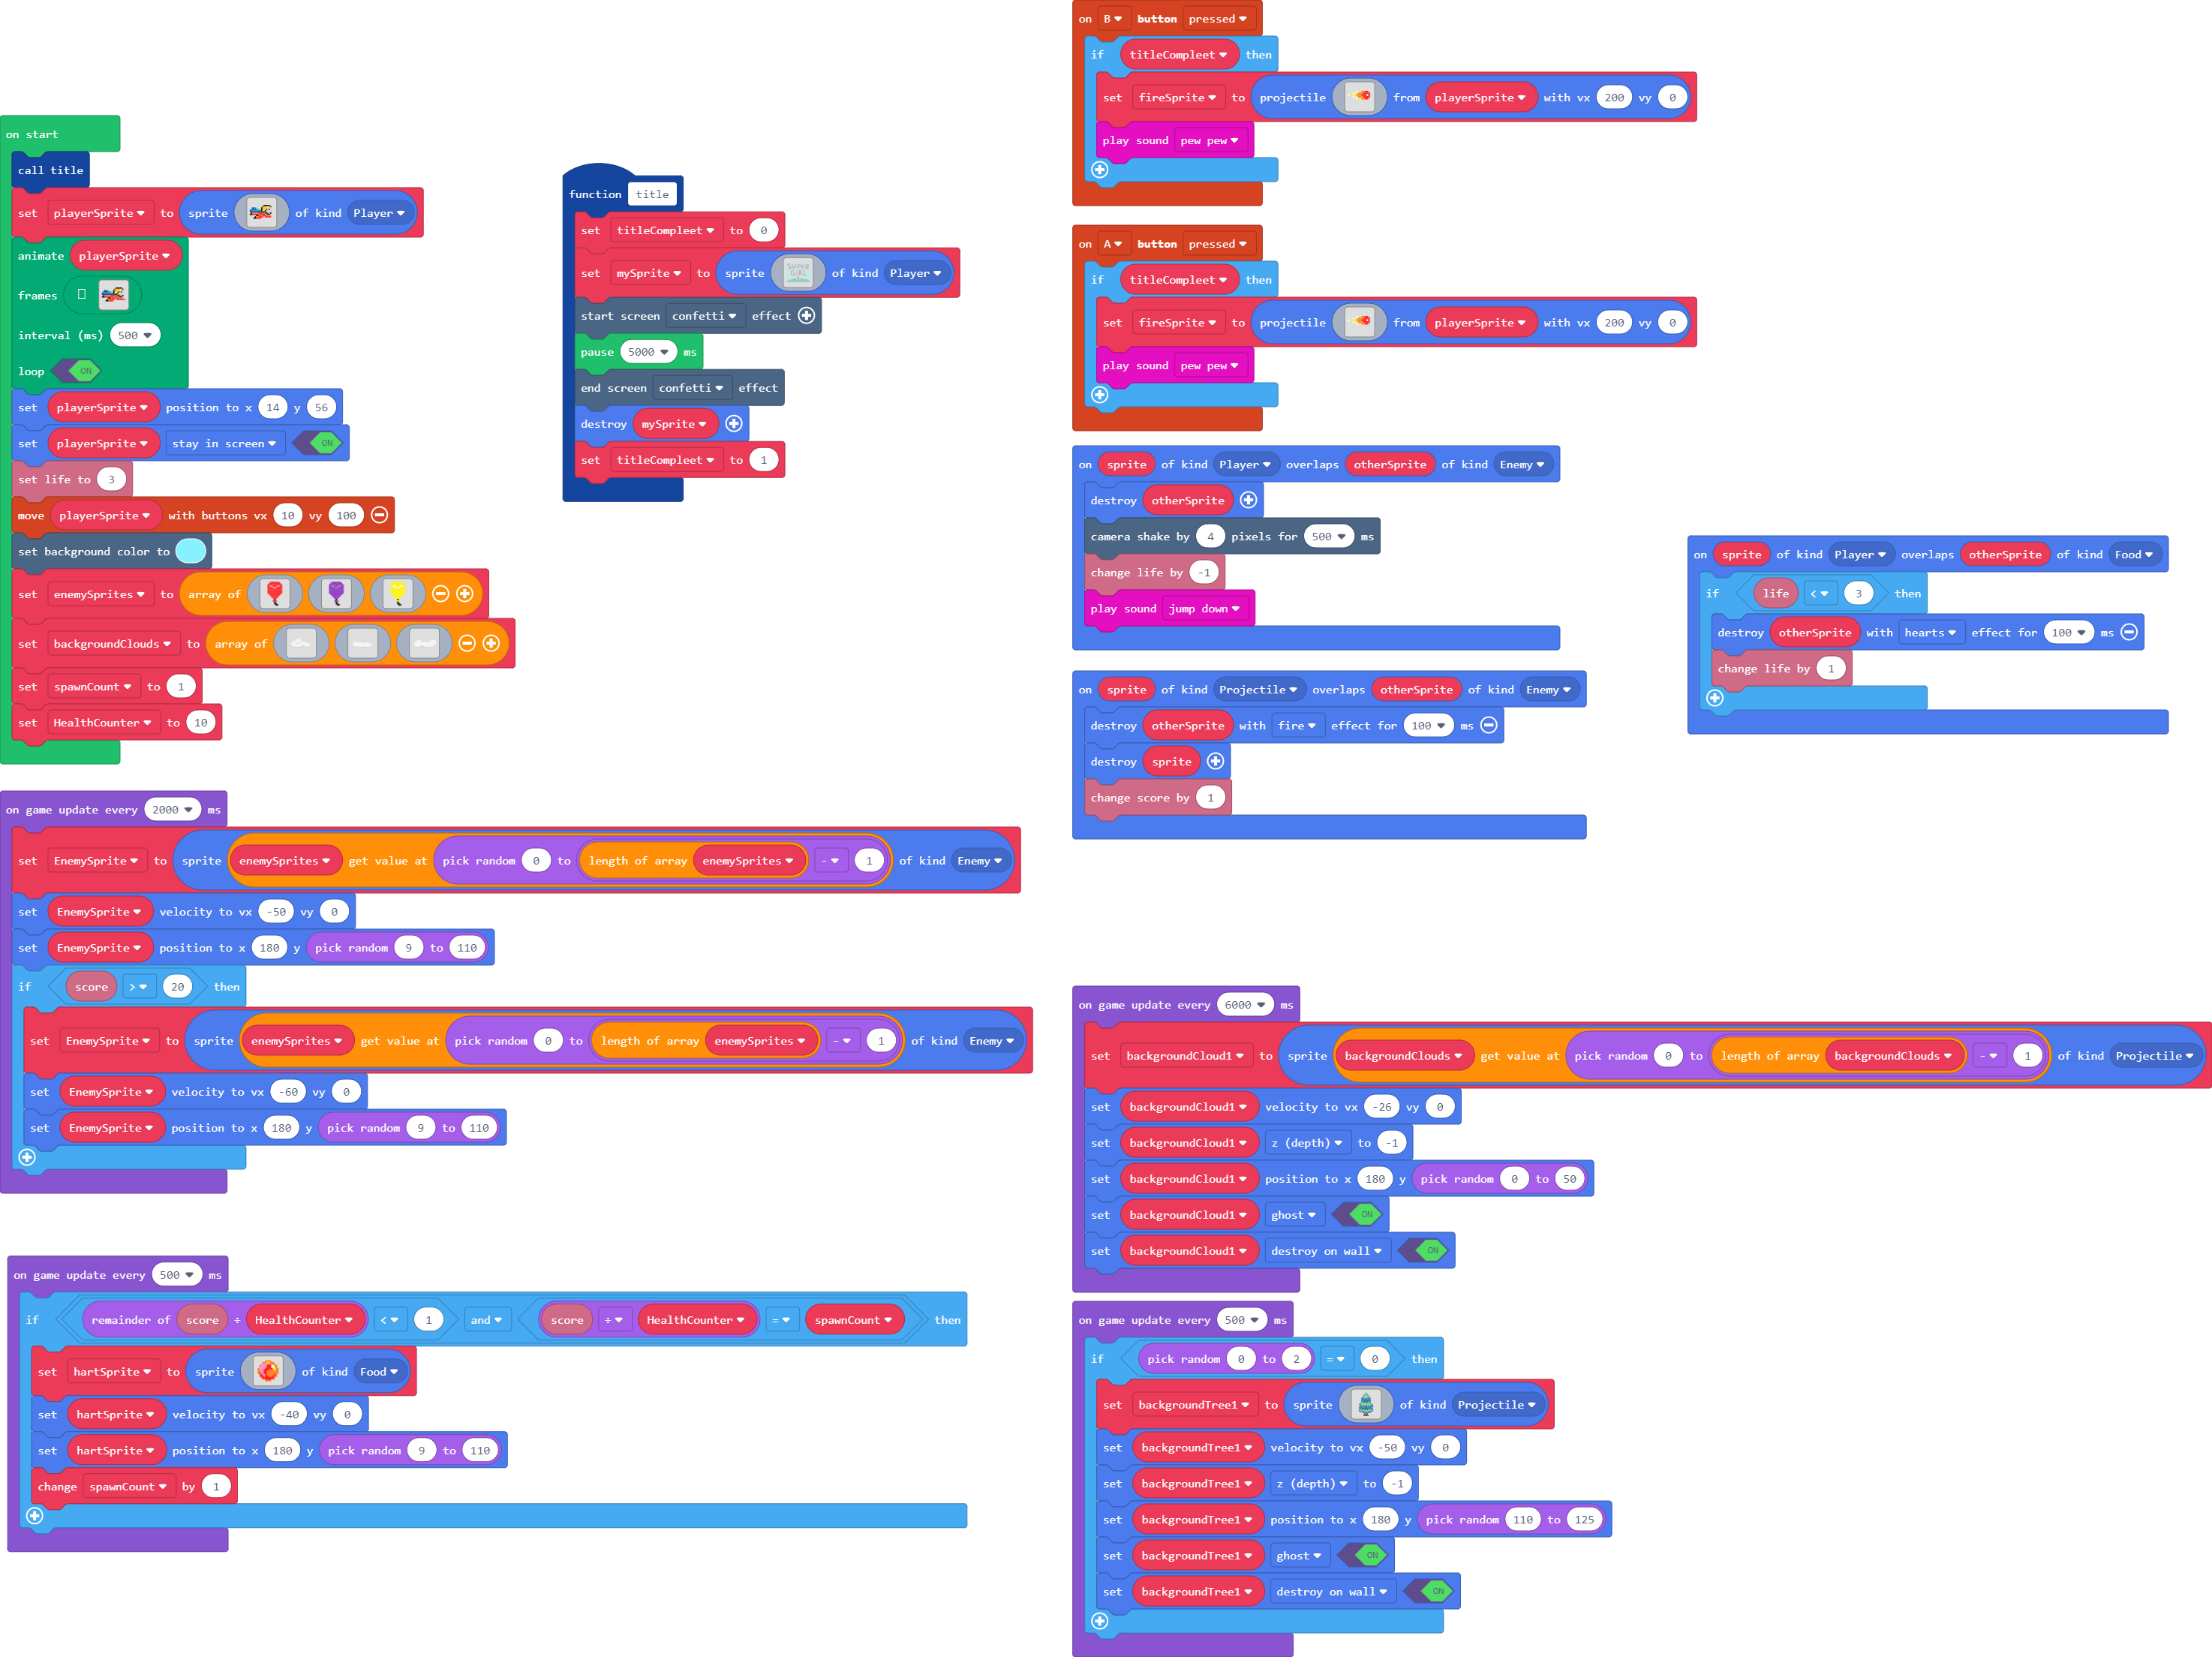 on start
call title
set playerSprite to sprite of kind Player
animate playerSprite
frames
interval (ms) 500
loop ON
set playerSprite position to x 14 y 56
set playerSprite stay in screen ON
set life to 3
move playerSprite with buttons vx 10 vy 100
set background color to
set enemySprites to array of
set backgroundClouds to array of
set spawnCount to 1
set HealthCounter to 10
function title
set titleCompleet to 0
set mySprite to sprite SUPER GIRL of kind Player
start screen confetti effect
pause 5000 ms
end screen confetti effect
destroy mySprite
set titleCompleet to 1
on B button pressed
if titleCompleet then
set fireSprite to projectile from playerSprite with vx 200 vy 0
play sound pew pew
on A button pressed
if titleCompleet then
set fireSprite to projectile from playerSprite with vx 200 vy 0
play sound pew pew
on sprite of kind Player overlaps otherSprite of kind Enemy
destroy otherSprite
camera shake by 4 pixels for 500 ms
change life by -1
play sound jump down
on sprite of kind Projectile overlaps otherSprite of kind Enemy
destroy otherSprite with fire effect for 100 ms
destroy sprite
change score by 1
on sprite of kind Player overlaps otherSprite of kind Food
if life < 3 then
destroy otherSprite with hearts effect for 100 ms
change life by 1
on game update every 2000 ms
set EnemySprite to sprite enemySprites get value at pick random 0 to length of array enemySprites - 1 of kind Enemy
set EnemySprite velocity to vx -50 vy 0
set EnemySprite position to x 180 y pick random 9 to 110
if score > 20 then
set EnemySprite to sprite enemySprites get value at pick random 0 to length of array enemySprites - 1 of kind Enemy
set EnemySprite velocity to vx -60 vy 0
set EnemySprite position to x 180 y pick random 9 to 110
on game update every 500 ms
if remainder of score ÷ HealthCounter < 1 and score ÷ HealthCounter = spawnCount then
set hartSprite to sprite of kind Food
set hartSprite velocity to vx -40 vy 0
set hartSprite position to x 180 y pick random 9 to 110
change spawnCount by 1
on game update every 6000 ms
set backgroundCloud1 to sprite backgroundClouds get value at pick random 0 to length of array backgroundClouds - 1 of kind Projectile
set backgroundCloud1 velocity to vx -26 vy 0
set backgroundCloud1 z (depth) to -1
set backgroundCloud1 position to x 180 y pick random 0 to 50
set backgroundCloud1 ghost ON
set backgroundCloud1 destroy on wall ON
on game update every 500 ms
if pick random 0 to 2 = 0 then
set backgroundTree1 to sprite of kind Projectile
set backgroundTree1 velocity to vx -50 vy 0
set backgroundTree1 z (depth) to -1
set backgroundTree1 position to x 180 y pick random 110 to 125
set backgroundTree1 ghost ON
set backgroundTree1 destroy on wall ON